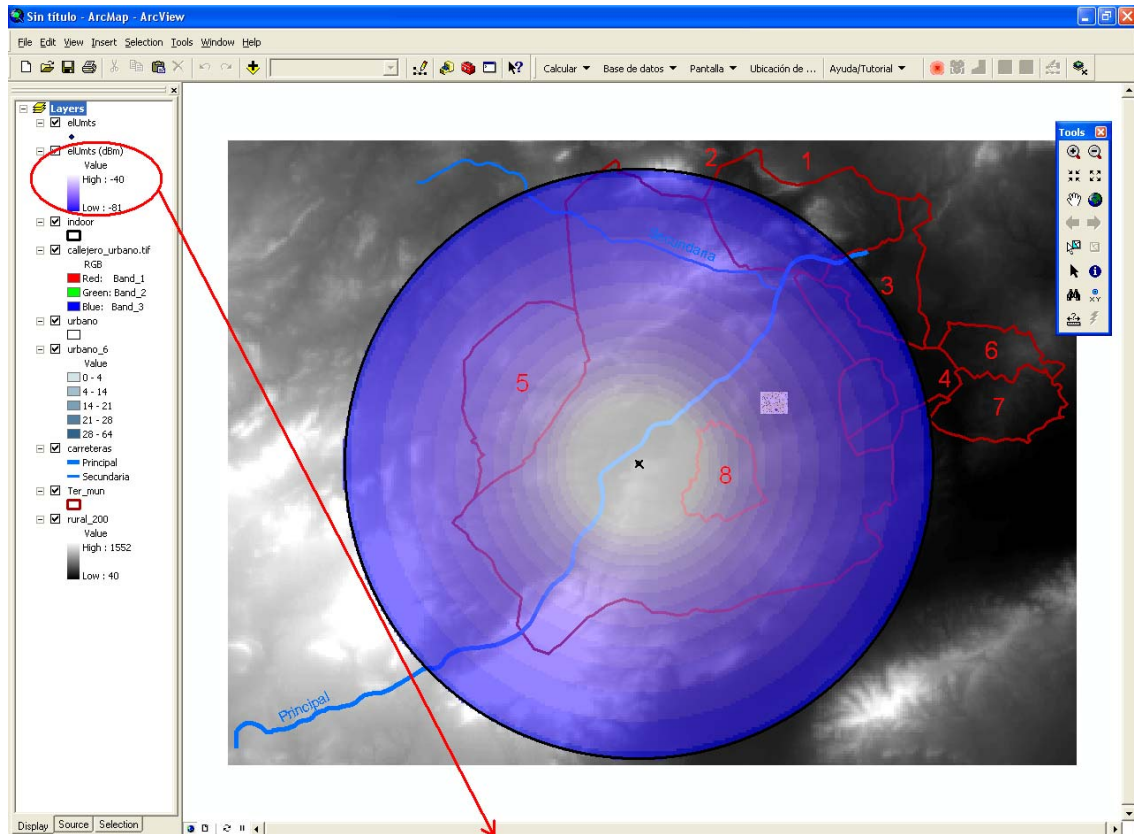 Sin título - ArcMap - ArcView
File Edit View Insert Selection Tools Window Help
Calcular Base de datos Pantalla Ubicación de ... Ayuda/Tutorial
Layers
elUmts
elUmts (dBm)
Value
High : -40
Low : -81
indoor
callejero_urbano.tif
RGB
Red: Band_1
Green: Band_2
Blue: Band_3
urbano
urbano_6
Value
0 - 4
4 - 14
14 - 21
21 - 28
28 - 64
carreteras
Principal
Secundaria
Ter_mun
rural_200
Value
High : 1552
Low : 40
Display Source Selection
2
1
Secundaria
3
6
5
4
7
8
Principal
Tools
XY